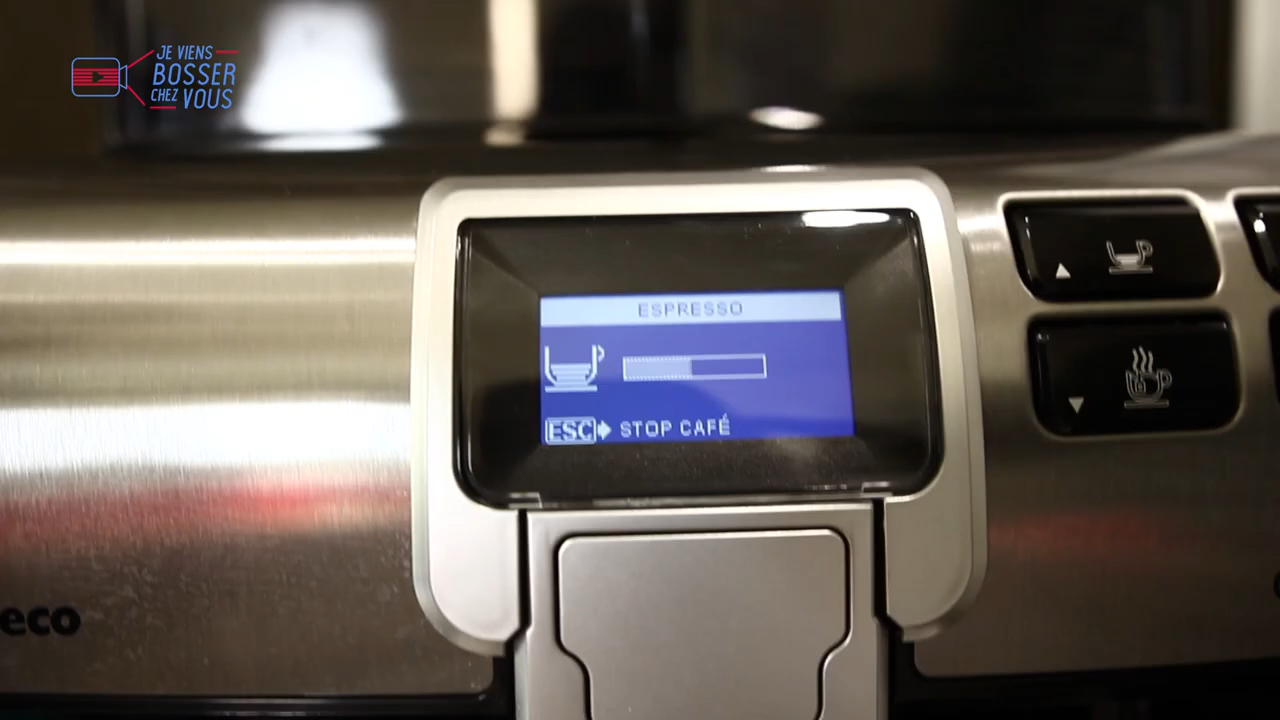 JE VIENS
BOSSER
CHEZ VOUS
ESPRESSO
ESC STOP CAFÉ
eco